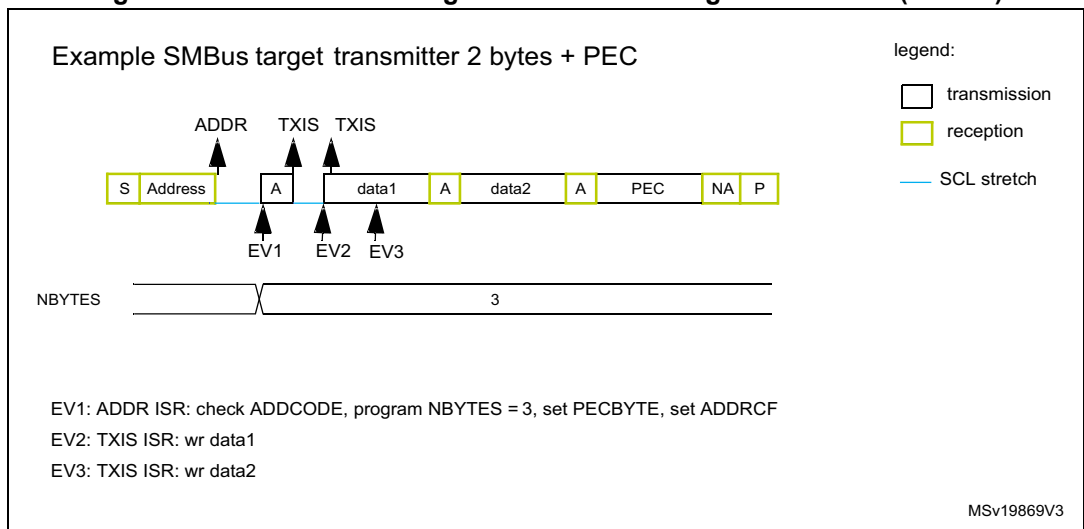 Example SMBus target transmitter 2 bytes + PEC
legend:
transmission
reception
SCL stretch
ADDR TXIS TXIS
S Address A data1 A data2 A PEC NA P
EV1 EV2 EV3
NBYTES 3
EV1: ADDR ISR: check ADDCODE, program NBYTES = 3, set PECBYTE, set ADDRCF
EV2: TXIS ISR: wr data1
EV3: TXIS ISR: wr data2
MSv19869V3